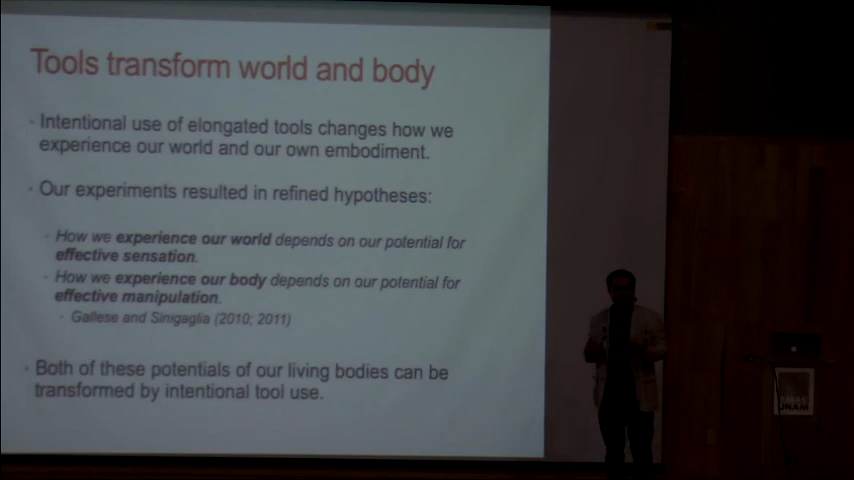 Tools transform world and body
Intentional use of elongated tools changes how we
experience our world and our own embodiment.
Our experiments resulted in refined hypotheses:
How we experience our world depends on our potential for
effective sensation.
How we experience our body depends on our potential for
effective manipulation.
Gallese and Sinigaglia (2010; 2011)
Both of these potentials of our living bodies can be
transformed by intentional tool use.
UNAM